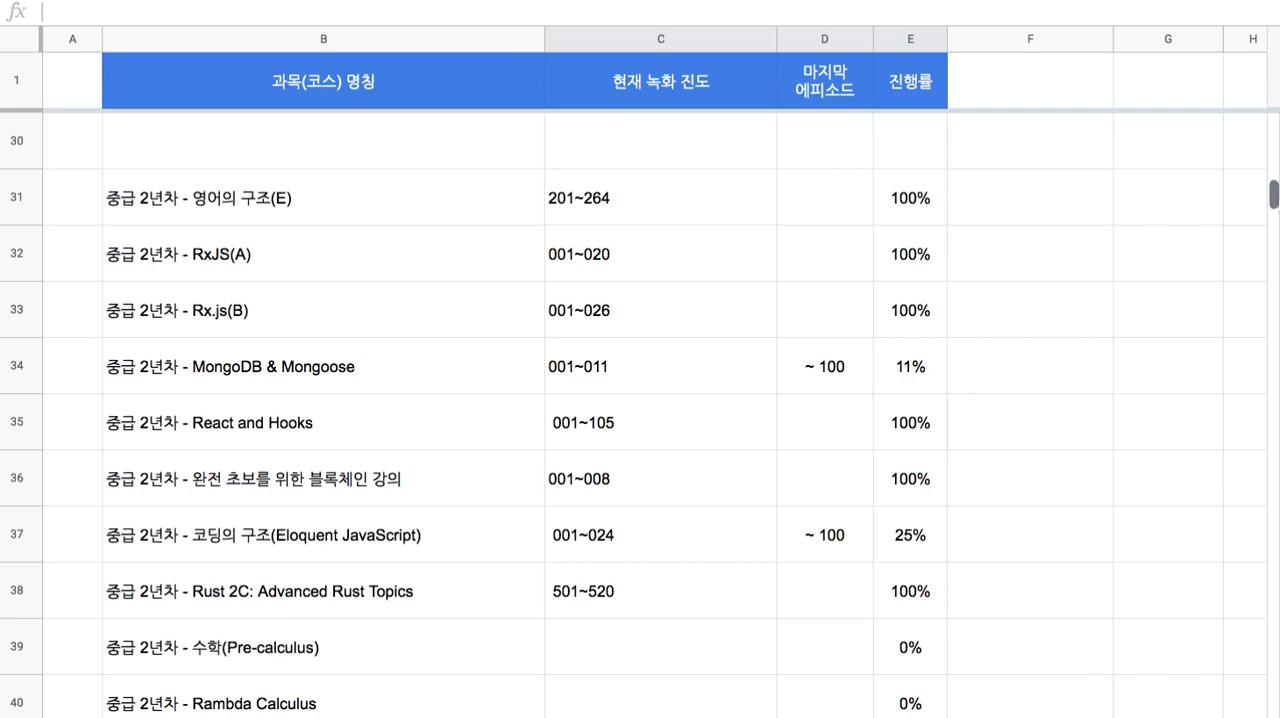 fx
A B C D E F G H
1 과목(코스) 명칭 현재 녹화 진도 마지막 에피소드 진행률
30
31 중급 2년차 - 영어의 구조(E) 201~264 100%
32 중급 2년차 - RxJS(A) 001~020 100%
33 중급 2년차 - Rx.js(B) 001~026 100%
34 중급 2년차 - MongoDB & Mongoose 001~011 ~ 100 11%
35 중급 2년차 - React and Hooks 001~105 100%
36 중급 2년차 - 완전 초보를 위한 블록체인 강의 001~008 100%
37 중급 2년차 - 코딩의 구조(Eloquent JavaScript) 001~024 ~ 100 25%
38 중급 2년차 - Rust 2C: Advanced Rust Topics 501~520 100%
39 중급 2년차 - 수학(Pre-calculus) 0%
40 중급 2년차 - Rambda Calculus 0%